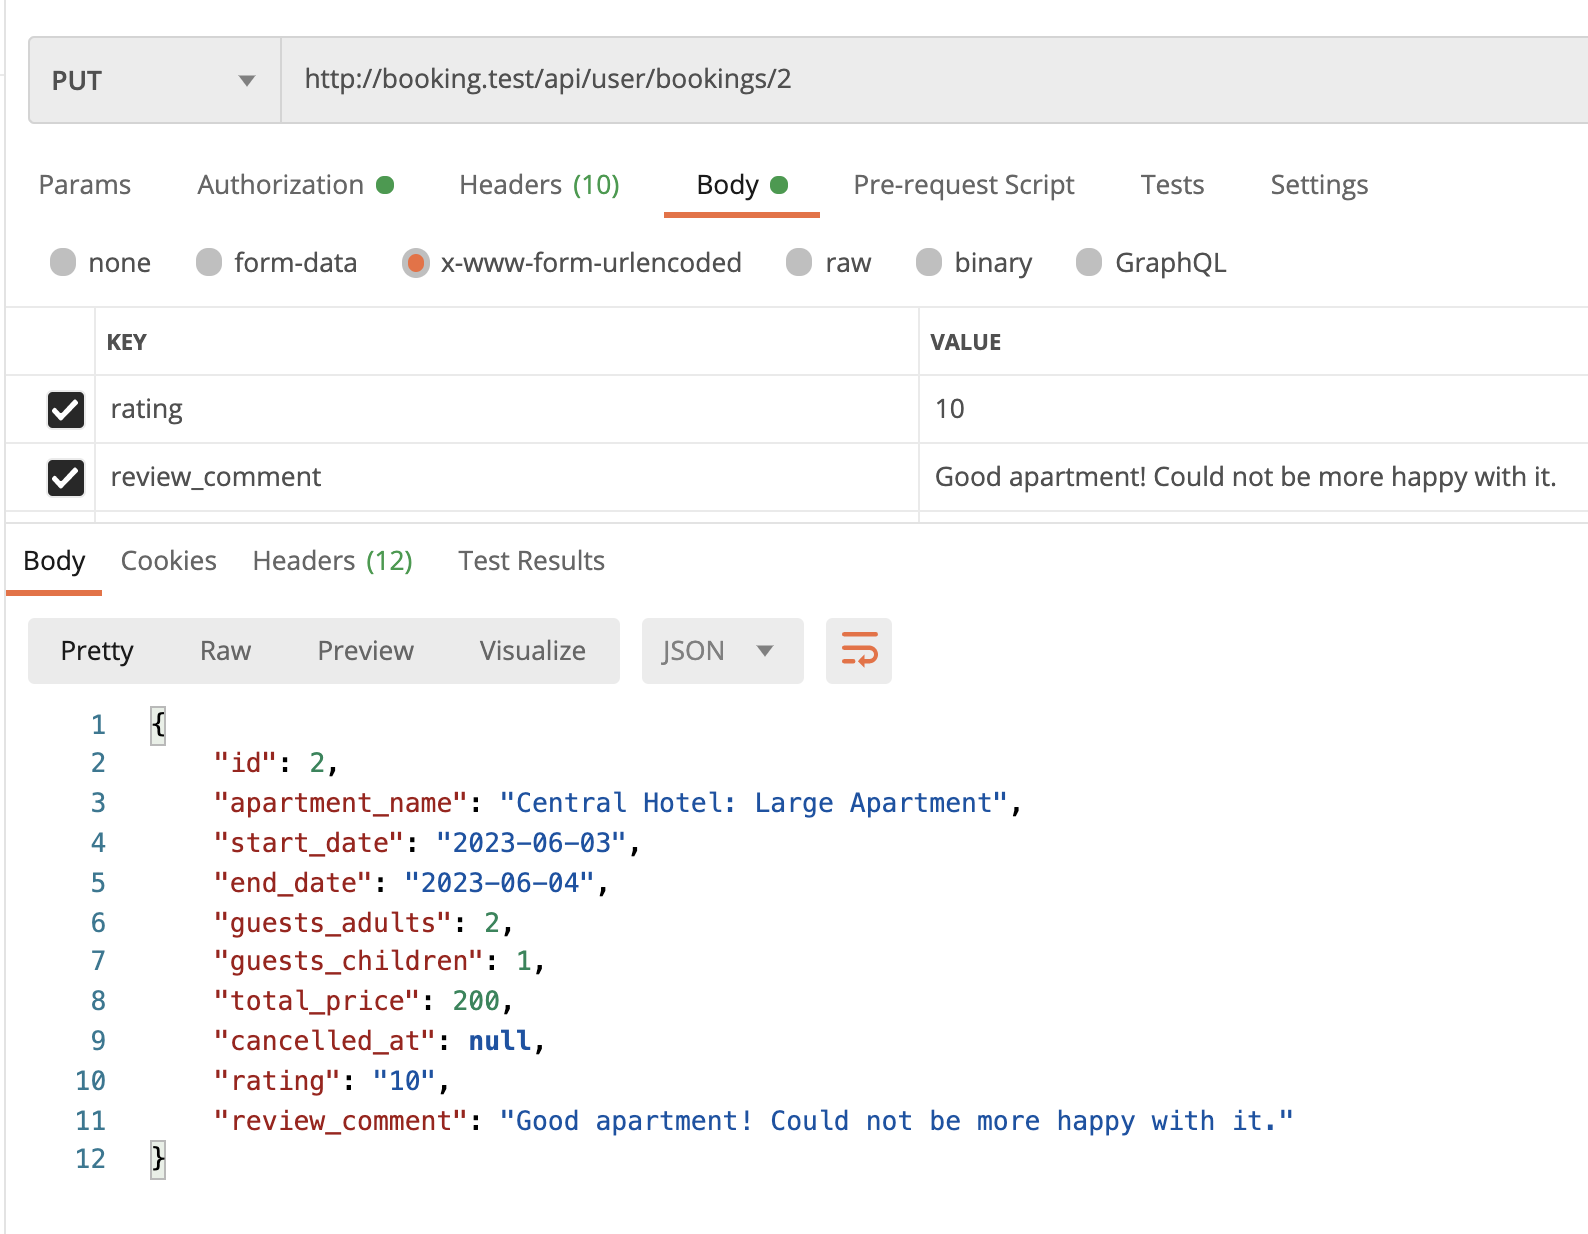 PUT http://booking.test/api/user/bookings/2
Params Authorization Headers (10) Body Pre-request Script Tests Settings
none form-data x-www-form-urlencoded raw binary GraphQL
KEY VALUE
rating 10
review_comment Good apartment! Could not be more happy with it.
Body Cookies Headers (12) Test Results
Pretty Raw Preview Visualize JSON
1 {
2 "id": 2,
3 "apartment_name": "Central Hotel: Large Apartment",
4 "start_date": "2023-06-03",
5 "end_date": "2023-06-04",
6 "guests_adults": 2,
7 "guests_children": 1,
8 "total_price": 200,
9 "cancelled_at": null,
10 "rating": "10",
11 "review_comment": "Good apartment! Could not be more happy with it."
12 }